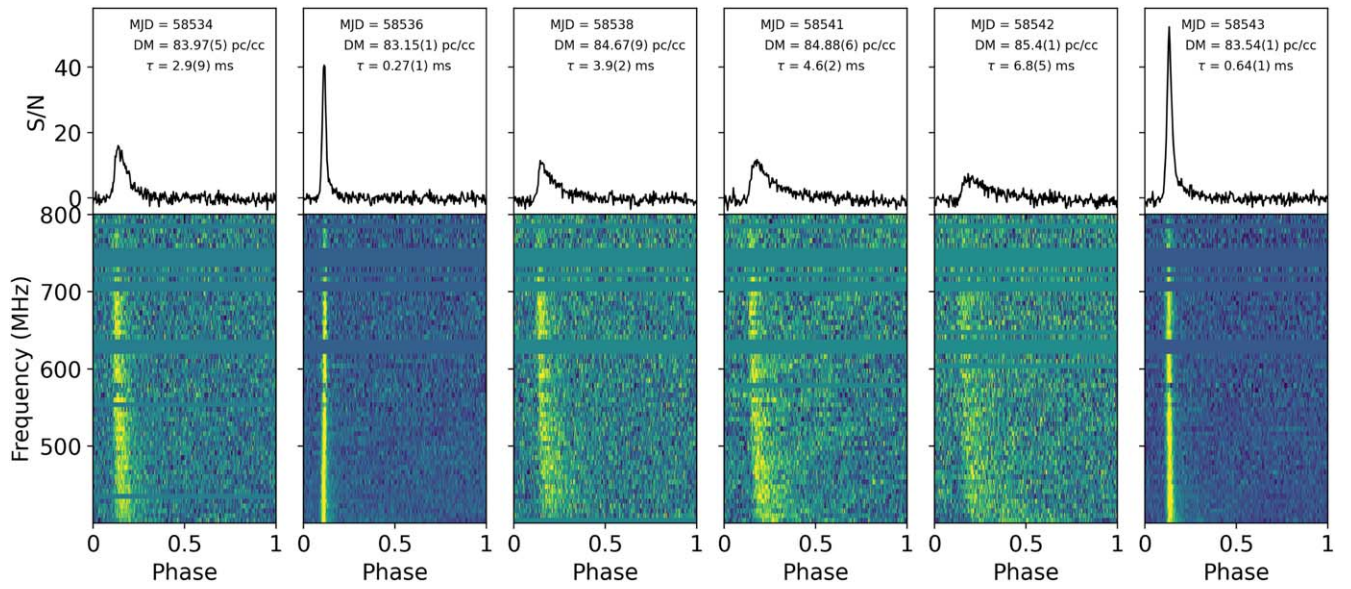 MJD = 58534
DM = 83.97(5) pc/cc
τ = 2.9(9) ms
MJD = 58536
DM = 83.15(1) pc/cc
τ = 0.27(1) ms
MJD = 58538
DM = 84.67(9) pc/cc
τ = 3.9(2) ms
MJD = 58541
DM = 84.88(6) pc/cc
τ = 4.6(2) ms
MJD = 58542
DM = 85.4(1) pc/cc
τ = 6.8(5) ms
MJD = 58543
DM = 83.54(1) pc/cc
τ = 0.64(1) ms
S/N
40
20
0
Frequency (MHz)
800
700
600
500
0 0.5 1
Phase
0 0.5 1
Phase
0 0.5 1
Phase
0 0.5 1
Phase
0 0.5 1
Phase
0 0.5 1
Phase